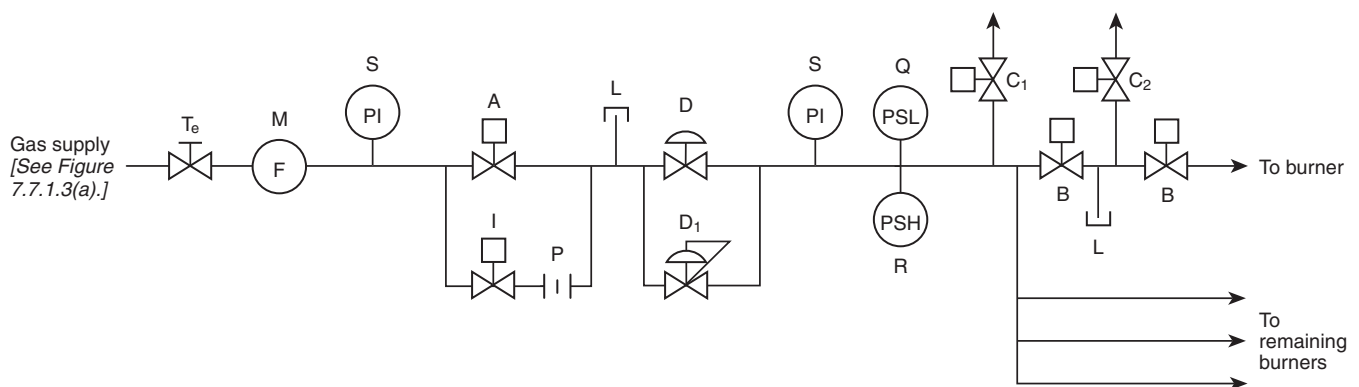 Gas supply
[See Figure
7.7.1.3(a).]
Te
M
F
S
PI
A
I
P
L
D
D1
S
PI
Q
PSL
PSH
R
C1
C2
B
L
B
To burner
To
remaining
burners